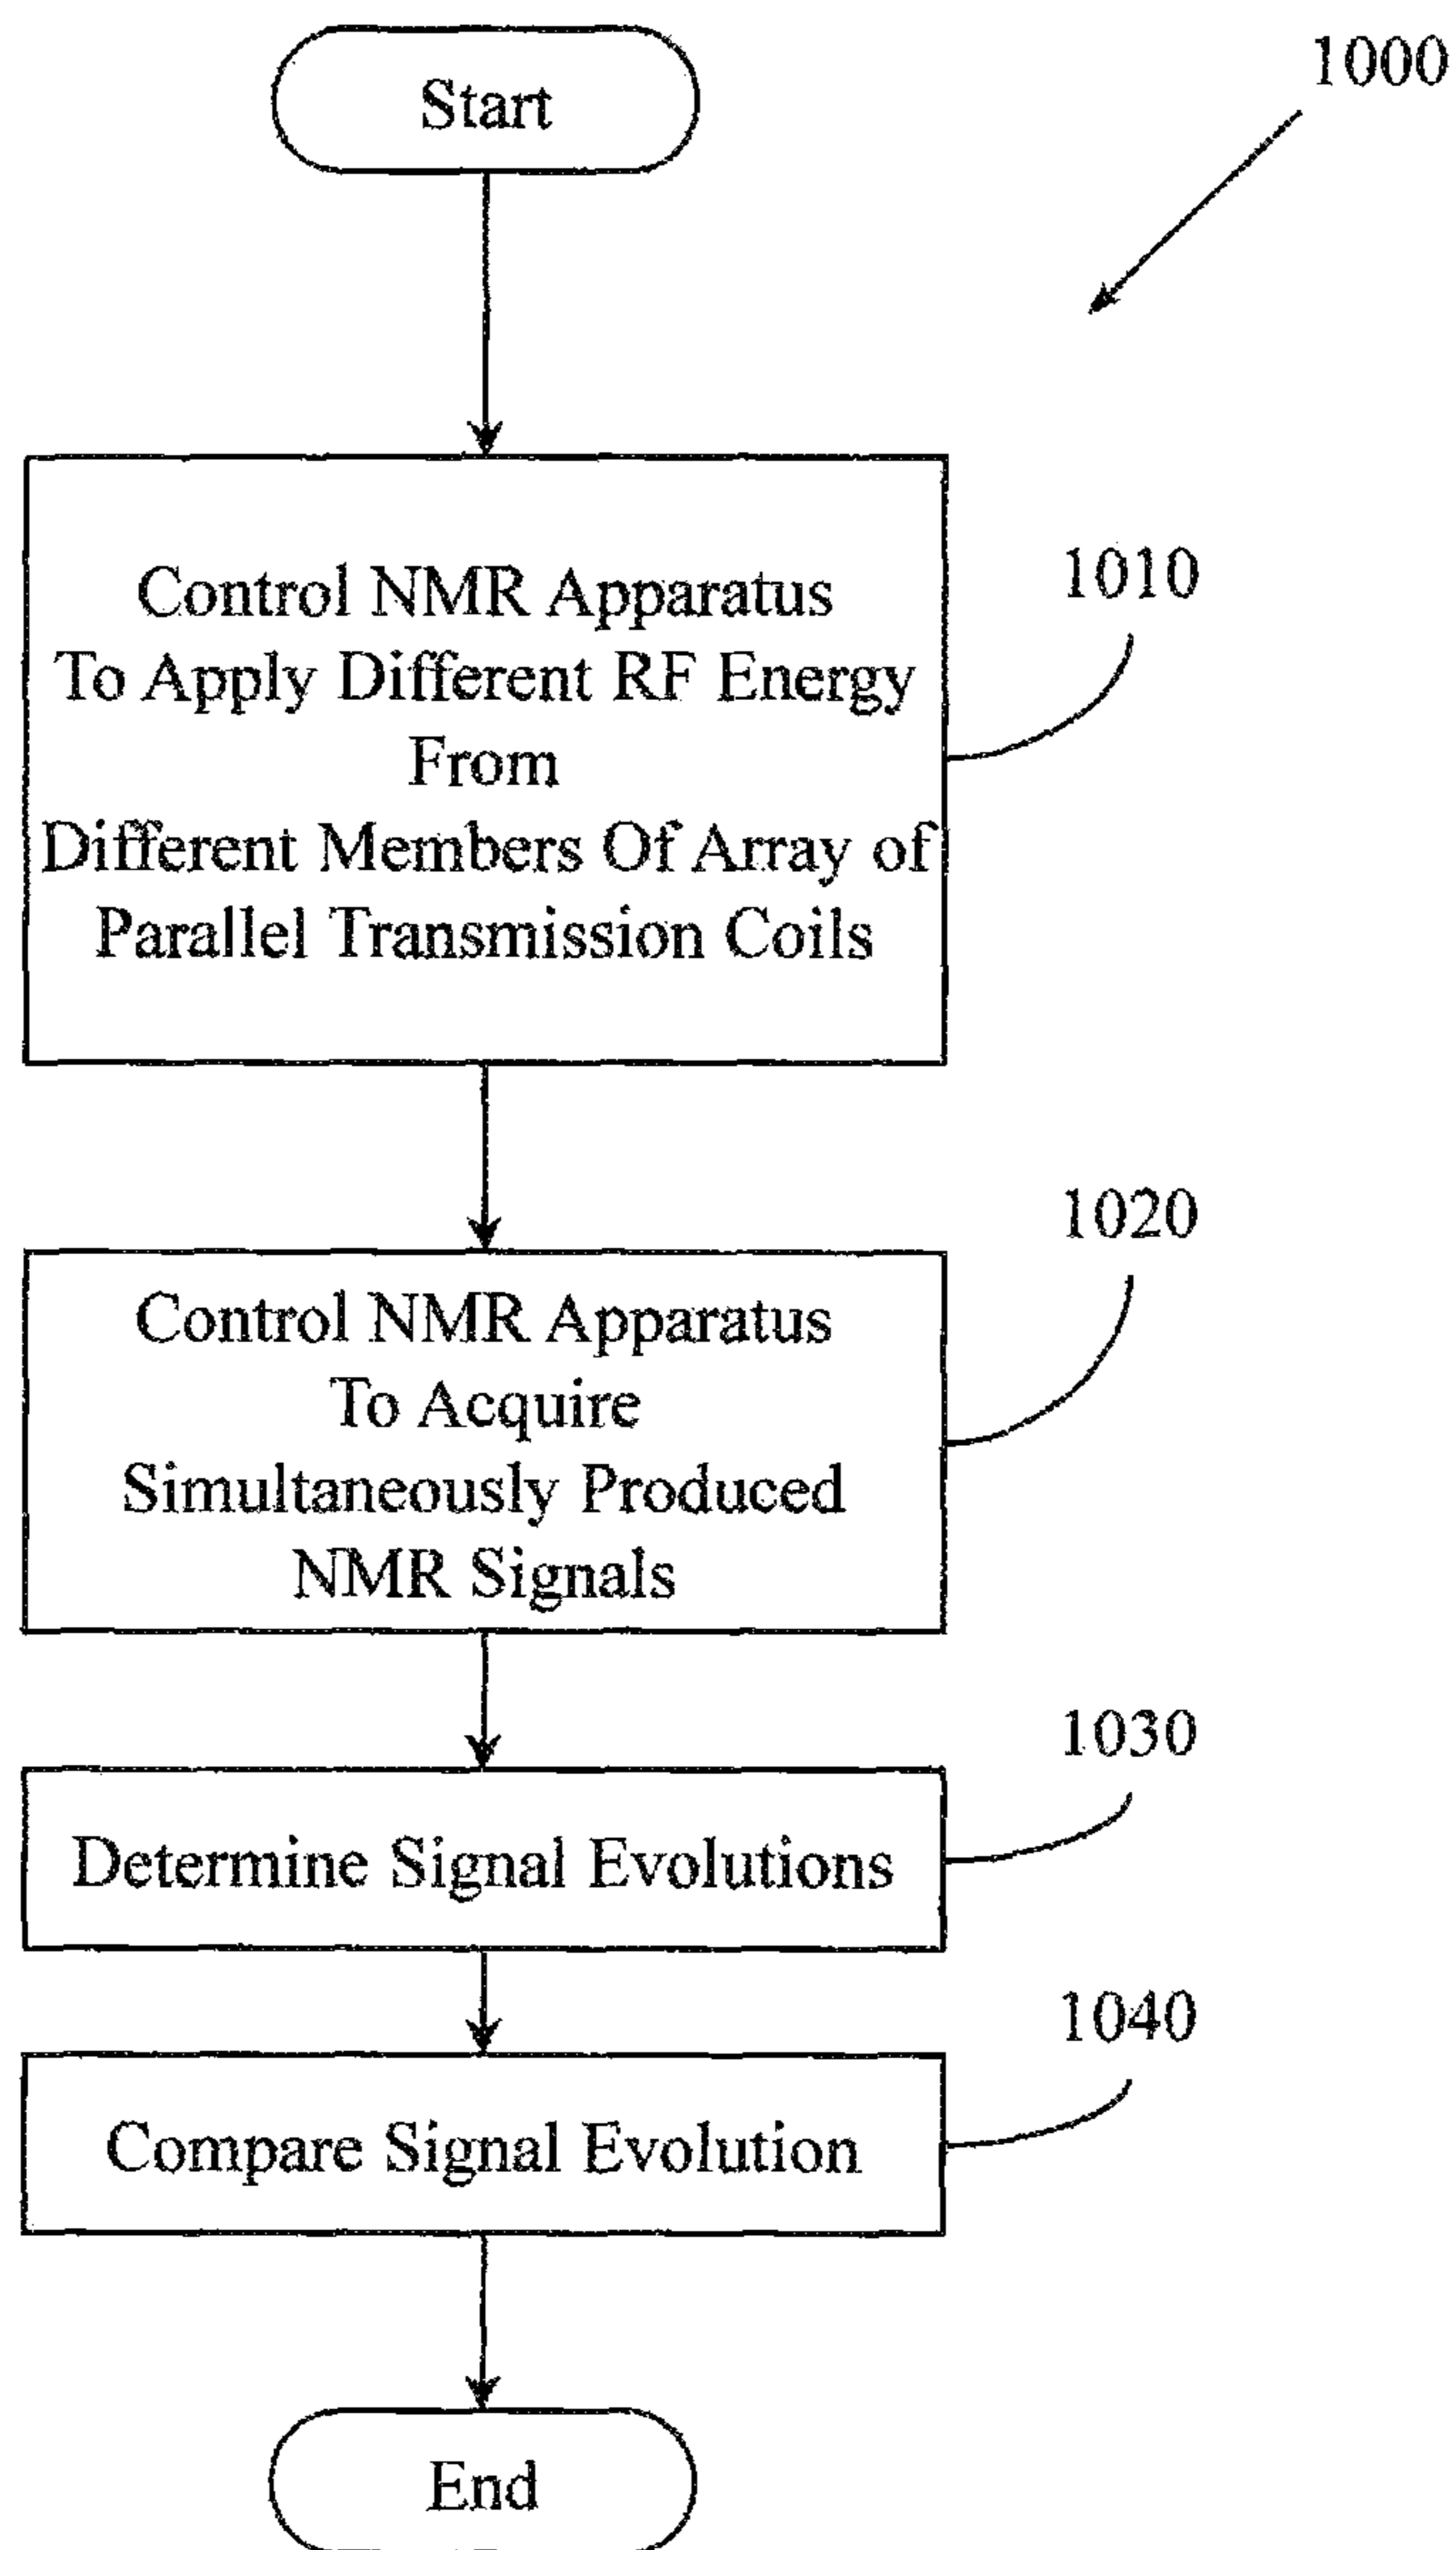 Start
1000
Control NMR Apparatus
To Apply Different RF Energy
From
Different Members Of Array of
Parallel Transmission Coils
1010
Control NMR Apparatus
To Acquire
Simultaneously Produced
NMR Signals
1020
Determine Signal Evolutions
1030
Compare Signal Evolution
1040
End